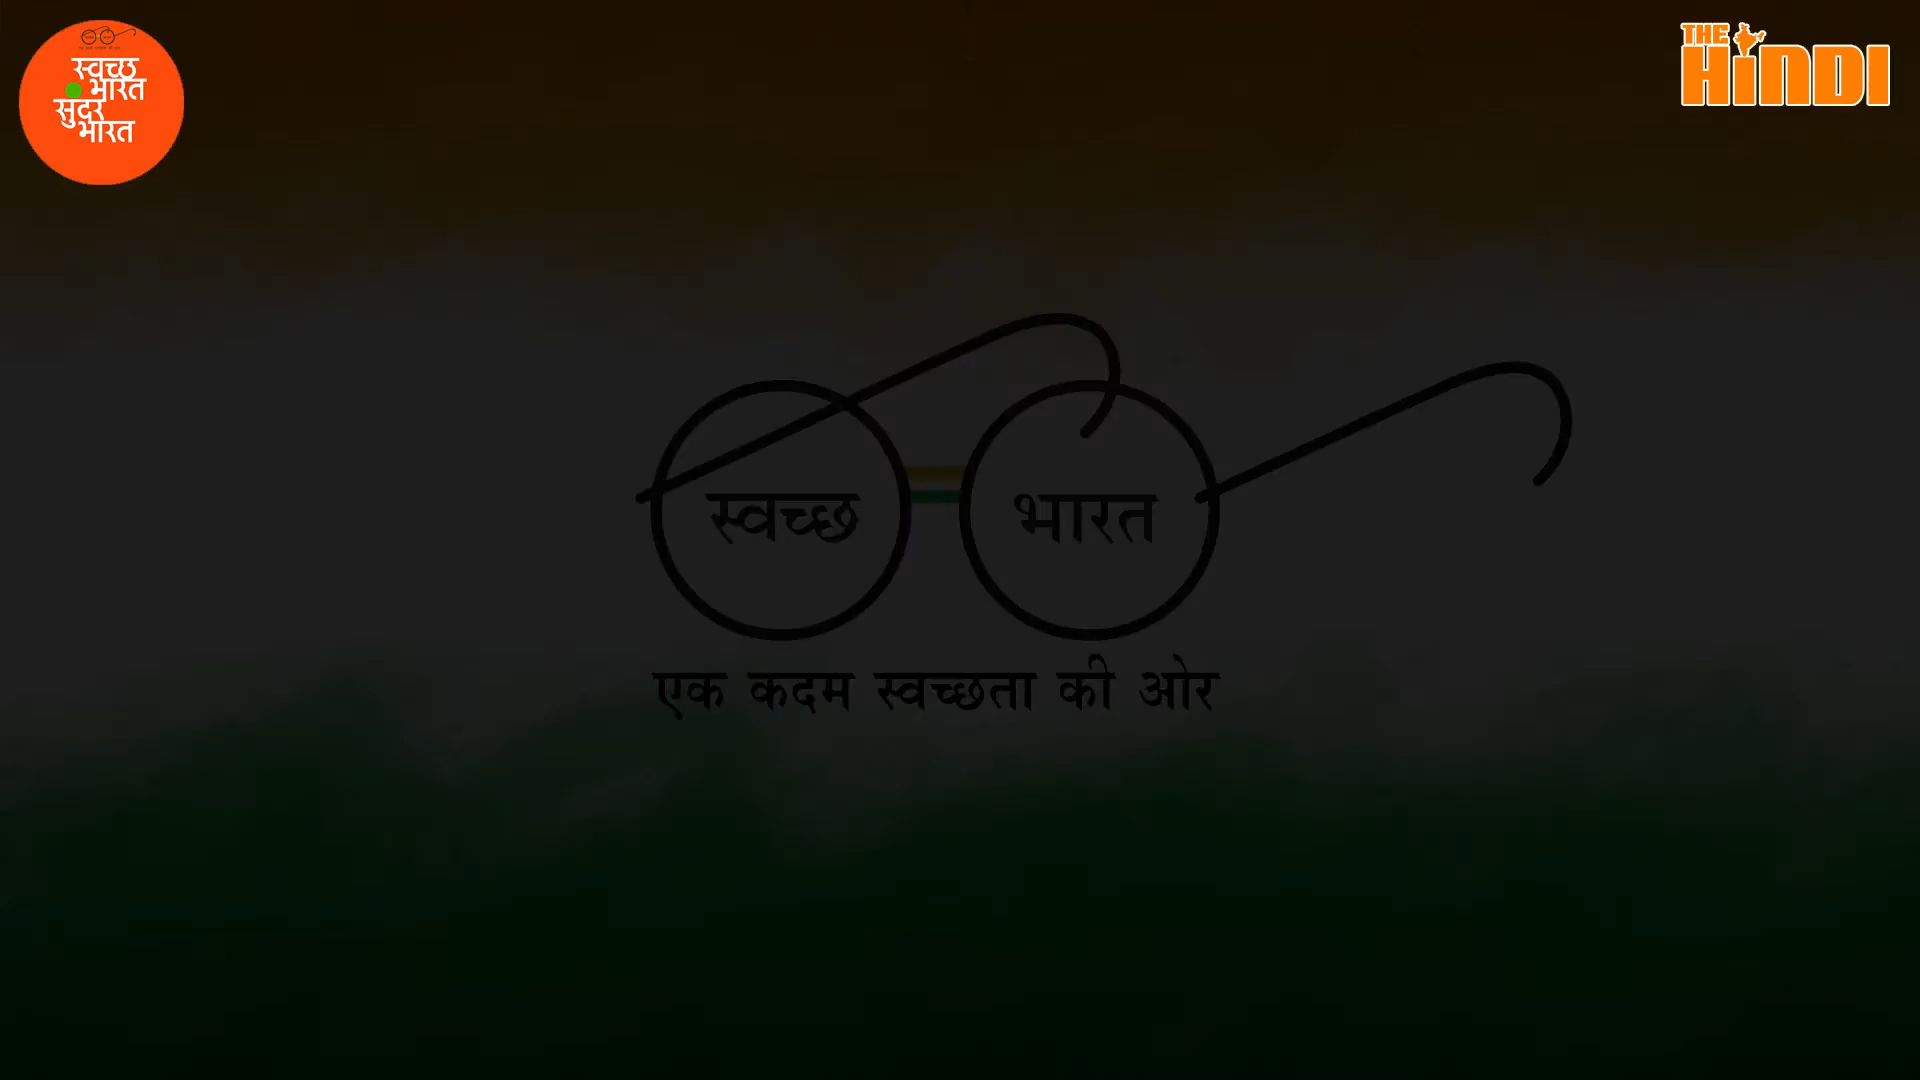 स्वच्छ
भारत
सुंदर
भारत
THE
HINDI
स्वच्छ भारत
एक कदम स्वच्छता की ओर